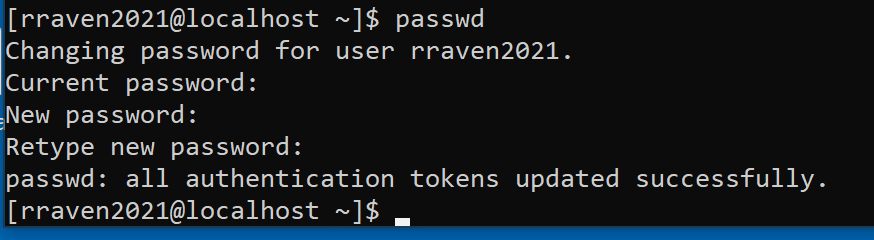 [rraven2021@localhost ~]$ passwd
Changing password for user rraven2021.
Current password:
New password:
Retype new password:
passwd: all authentication tokens updated successfully.
[rraven2021@localhost ~]$